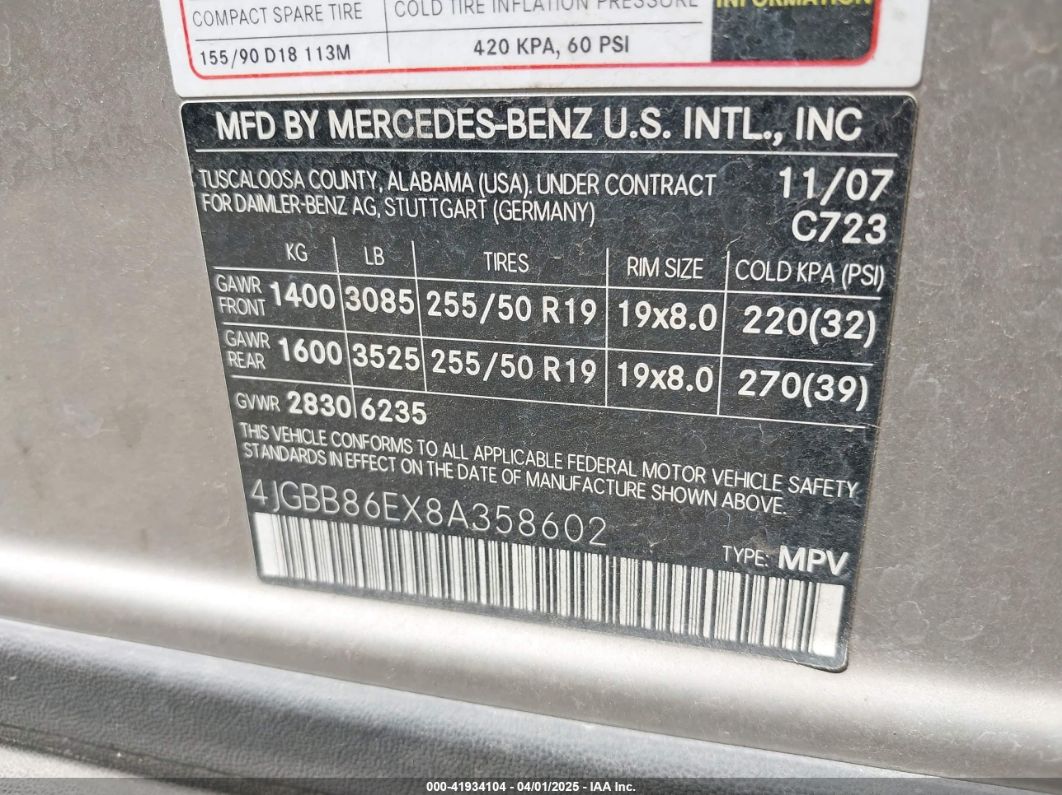 COMPACT SPARE TIRE COLD TIRE INFLATION PRESSURE INFORMATION
155/90 D18 113M 420 KPA, 60 PSI
MFD BY MERCEDES-BENZ U.S. INTL., INC
TUSCALOOSA COUNTY, ALABAMA (USA). UNDER CONTRACT 11/07
FOR DAIMLER-BENZ AG, STUTTGART (GERMANY) C723
KG LB TIRES RIM SIZE COLD KPA (PSI)
GAWR FRONT 1400 3085 255/50 R19 19x8.0 220(32)
GAWR REAR 1600 3525 255/50 R19 19x8.0 270(39)
GVWR 2830 6235
THIS VEHICLE CONFORMS TO ALL APPLICABLE FEDERAL MOTOR VEHICLE SAFETY
STANDARDS IN EFFECT ON THE DATE OF MANUFACTURE SHOWN ABOVE.
4JGBB86EX8A358602
TYPE: MPV
000-41934104 - 04/01/2025 - IAA Inc.